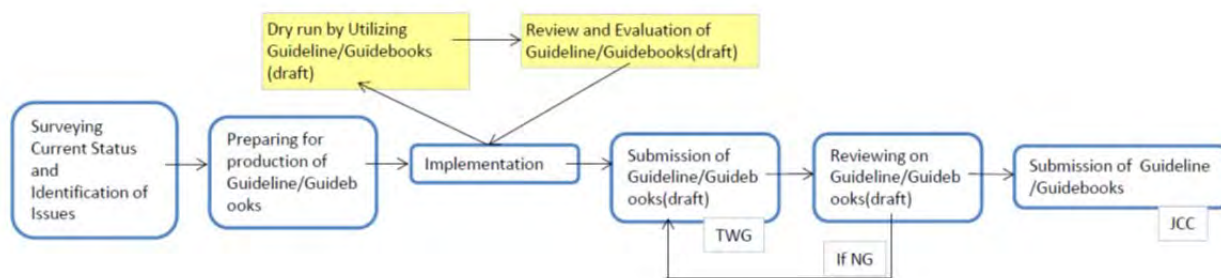 Dry run by Utilizing
Guideline/Guidebooks
(draft)
Review and Evaluation of
Guideline/Guidebooks(draft)
Surveying
Current Status
and
Identification of
Issues
Preparing for
production of
Guideline/Guideb
ooks
Implementation
Submission of
Guideline/Guideb
ooks(draft)
TWG
Reviewing on
Guideline/Guideb
ooks(draft)
If NG
Submission of Guideline
/Guidebooks
JCC